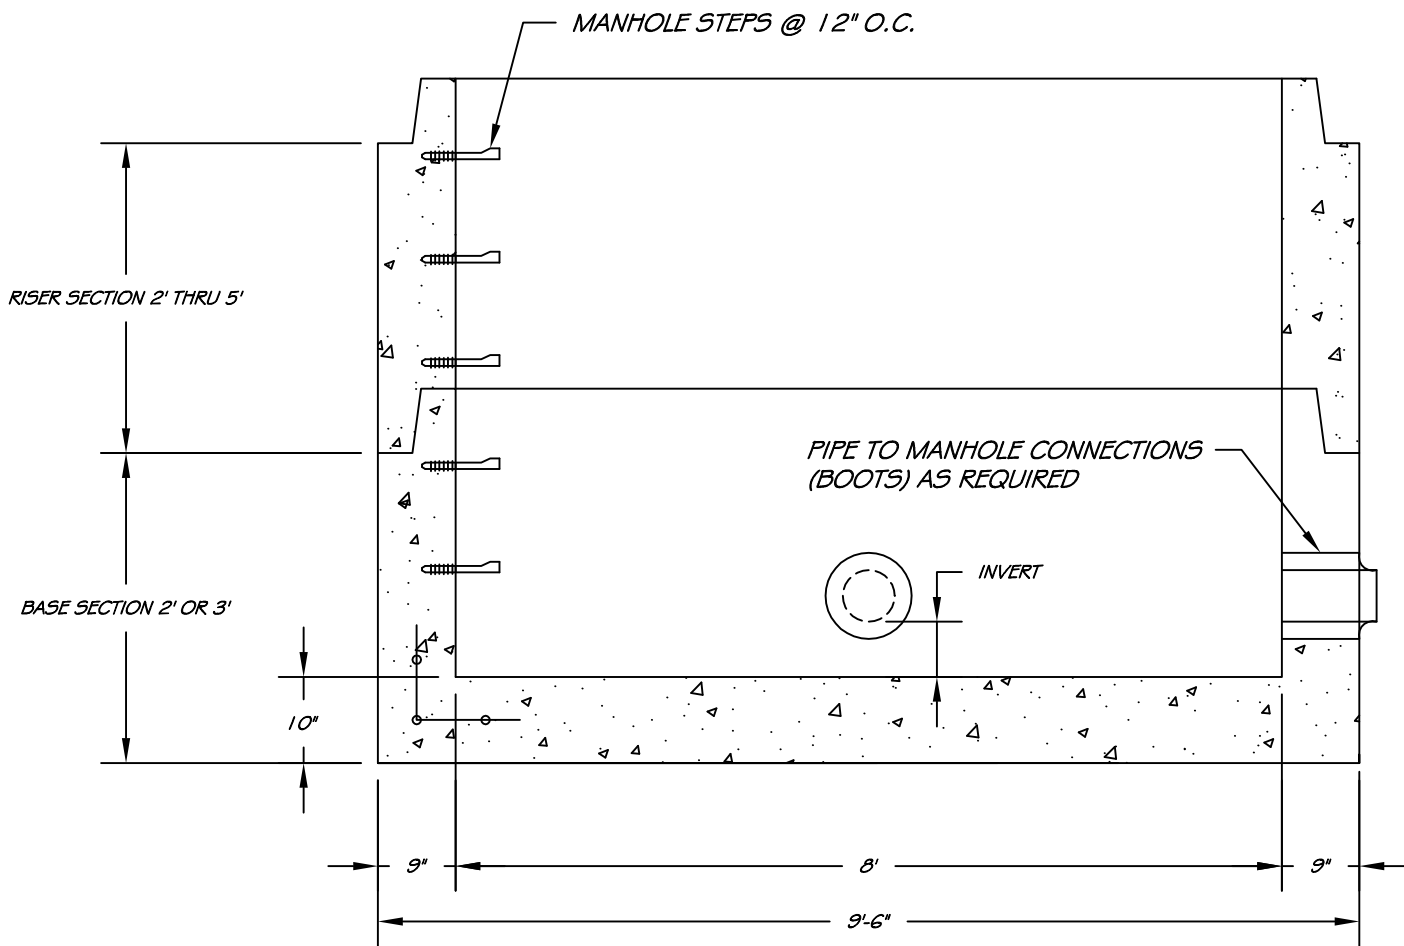 MANHOLE STEPS @ 12" O.C.
RISER SECTION 2' THRU 5'
PIPE TO MANHOLE CONNECTIONS
(BOOTS) AS REQUIRED
INVERT
BASE SECTION 2' OR 3'
10"
9"
8'
9"
9'-6"